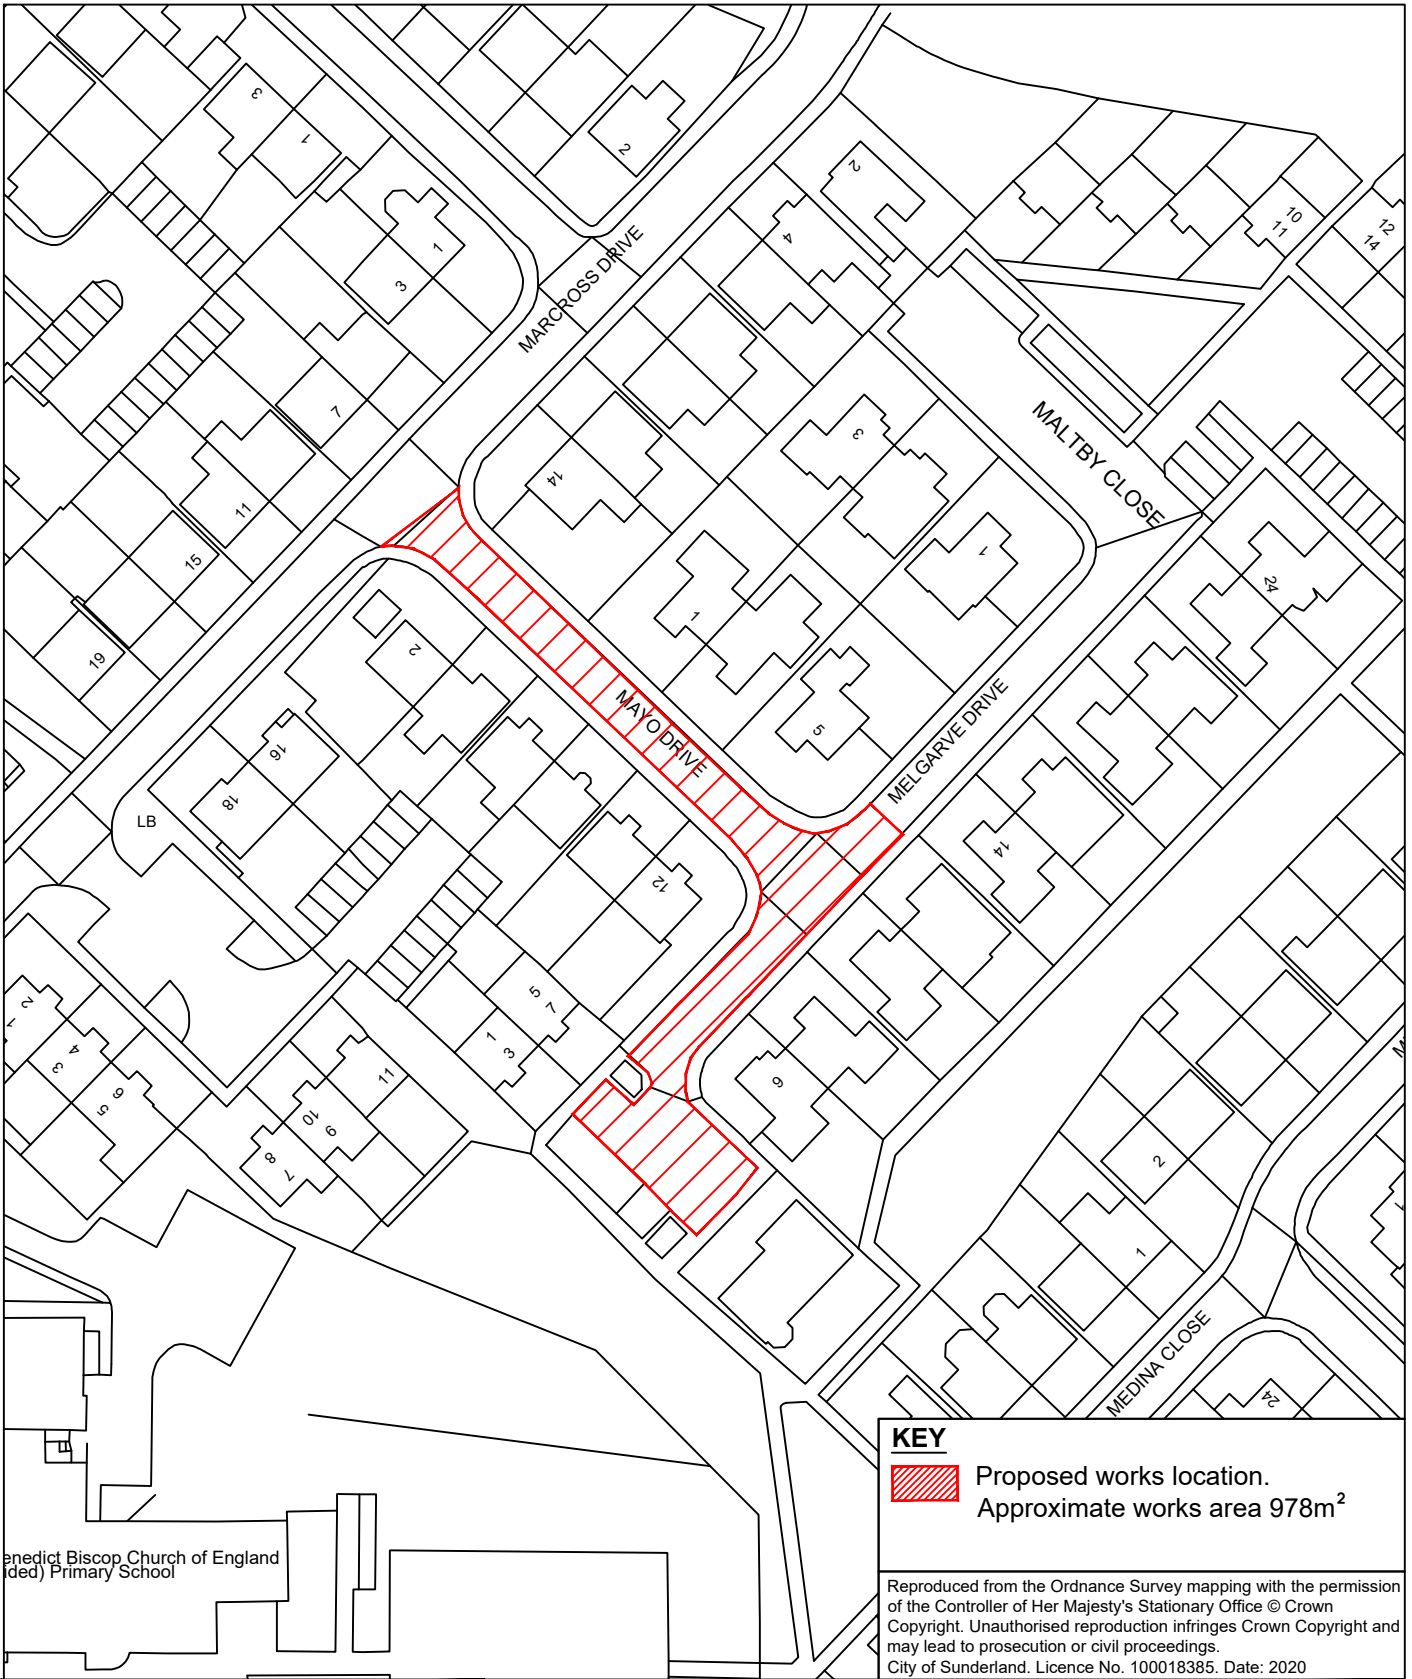 3
1
2
2
4
10
11
12
14
1
3
MARCROSS DRIVE
7
3
MALTBY CLOSE
14
11
15
1
24
1
19
2
MAYO DRIVE
5
MELGARVE DRIVE
16
18
LB
14
12
5
7
1
3
2
1
4
3
6
5
11
10
9
8
7
9
2
1
MEDINA CLOSE
24
KEY
Proposed works location.
Approximate works area 978m²
enedict Biscop Church of England
ided) Primary School
Reproduced from the Ordnance Survey mapping with the permission
of the Controller of Her Majesty's Stationary Office © Crown
Copyright. Unauthorised reproduction infringes Crown Copyright and
may lead to prosecution or civil proceedings.
City of Sunderland. Licence No. 100018385. Date: 2020